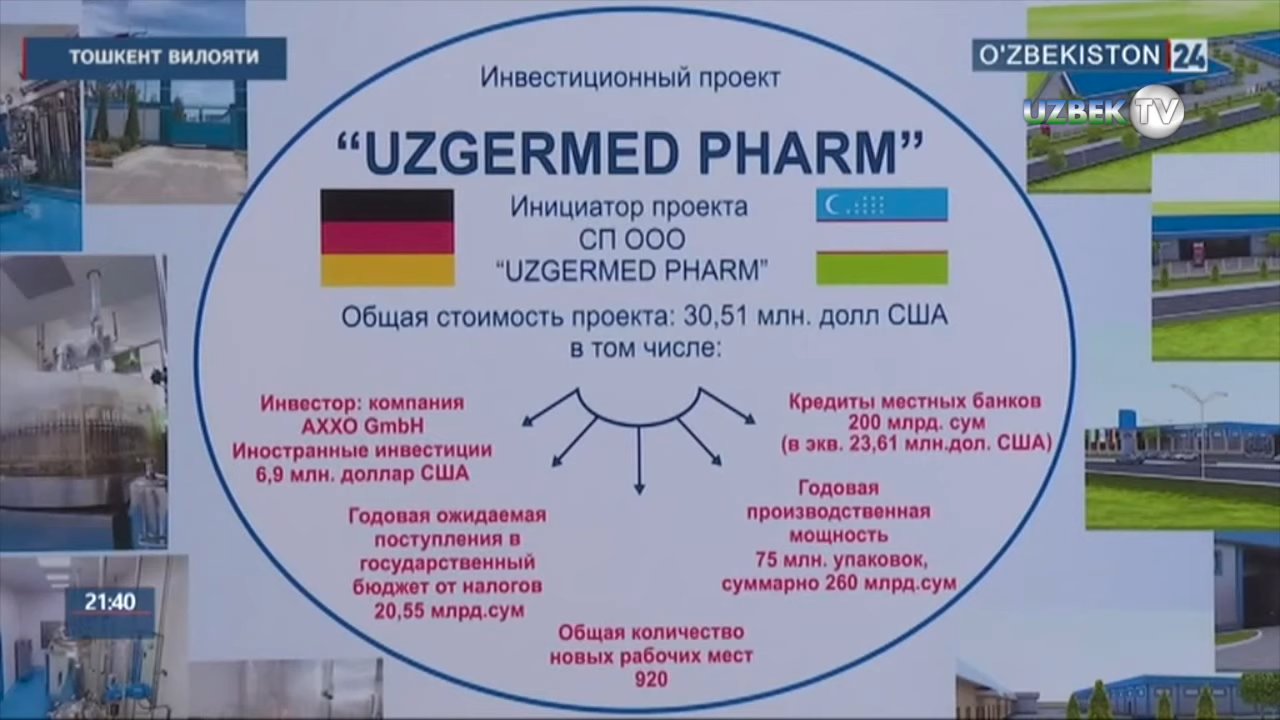 ТОШКЕНТ ВИЛОЯТИ
O'ZBEKISTON 24
UZBEK TV
Инвестиционный проект
“UZGERMED PHARM”
Инициатор проекта
СП ООО
“UZGERMED PHARM”
Общая стоимость проекта: 30,51 млн. долл США
в том числе:
Инвестор: компания
AXXO GmbH
Иностранные инвестиции
6,9 млн. доллар США
Кредиты местных банков
200 млрд. сум
(в экв. 23,61 млн.дол. США)
Годовая ожидаемая
поступления в
государственный
бюджет от налогов
20,55 млрд.сум
Годовая
производственная
мощность
75 млн. упаковок,
суммарно 260 млрд.сум
Общая количество
новых рабочих мест
920
21:40